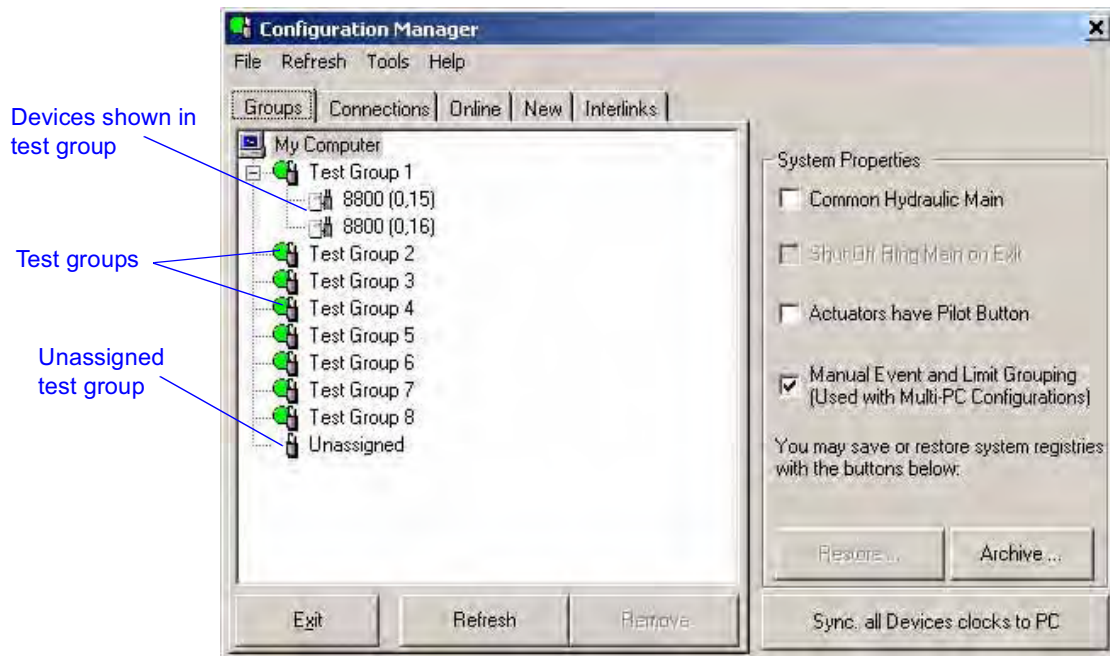 Configuration Manager
File Refresh Tools Help
Groups Connections Online New Interlinks
Devices shown in
test group
My Computer
Test Group 1
8800 (0,15)
8800 (0,16)
Test groups
Test Group 2
Test Group 3
Test Group 4
Test Group 5
Test Group 6
Test Group 7
Test Group 8
Unassigned
test group
Unassigned
System Properties
Common Hydraulic Main
Shut Off Ring Main on Exit
Actuators have Pilot Button
Manual Event and Limit Grouping
(Used with Multi-PC Configurations)
You may save or restore system registries
with the buttons below:
Restore ... Archive ...
Exit Refresh Remove
Sync. all Devices clocks to PC